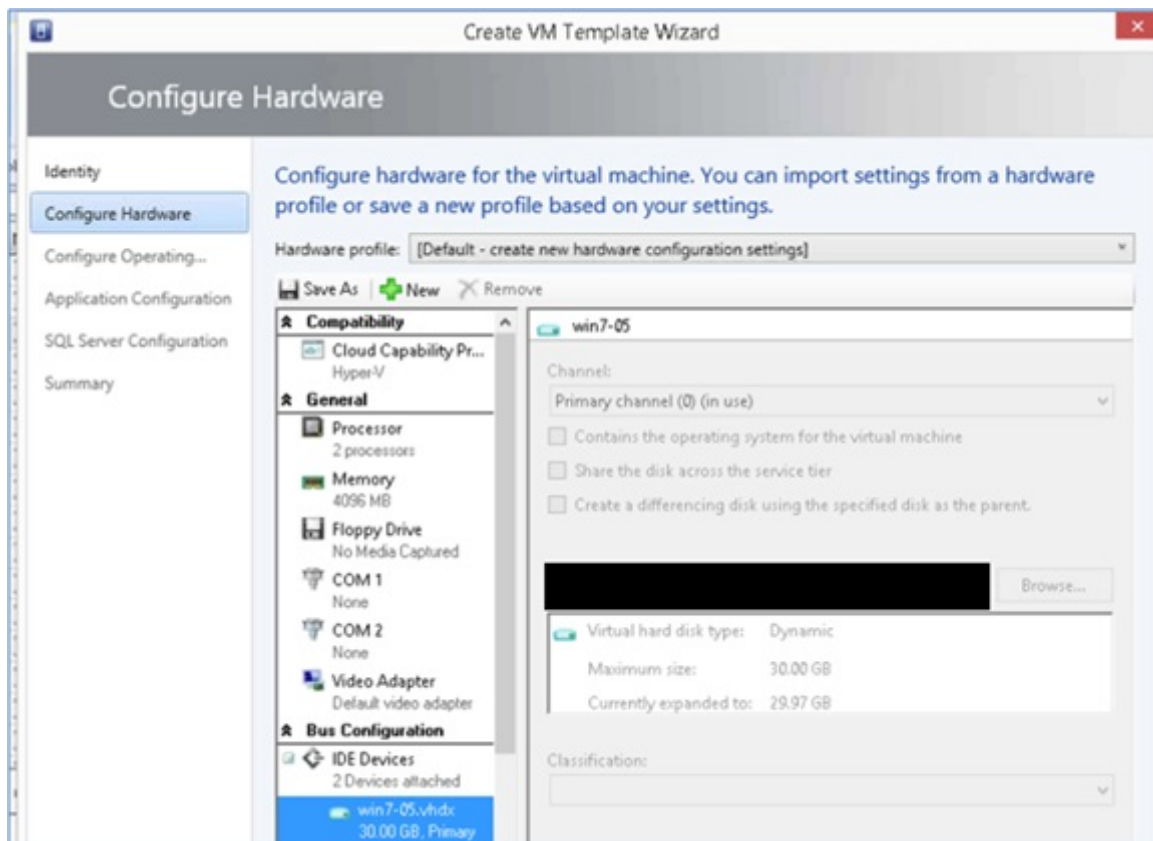 Create VM Template Wizard
Configure Hardware
Identity
Configure Hardware
Configure Operating...
Application Configuration
SQL Server Configuration
Summary
Configure hardware for the virtual machine. You can import settings from a hardware
profile or save a new profile based on your settings.
Hardware profile: [Default - create new hardware configuration settings]
Save As New Remove
Compatibility
Cloud Capability Pr...
Hyper-V
General
Processor
2 processors
Memory
4096 MB
Floppy Drive
No Media Captured
COM 1
None
COM 2
None
Video Adapter
Default video adapter
Bus Configuration
IDE Devices
2 Devices attached
win7-05.vhdx
30.00 GB, Primary
win7-05
Channel:
Primary channel (0) (in use)
Contains the operating system for the virtual machine
Share the disk across the service tier
Create a differencing disk using the specified disk as the parent.
Browse...
Virtual hard disk type: Dynamic
Maximum size: 30.00 GB
Currently expanded to: 29.97 GB
Classification: